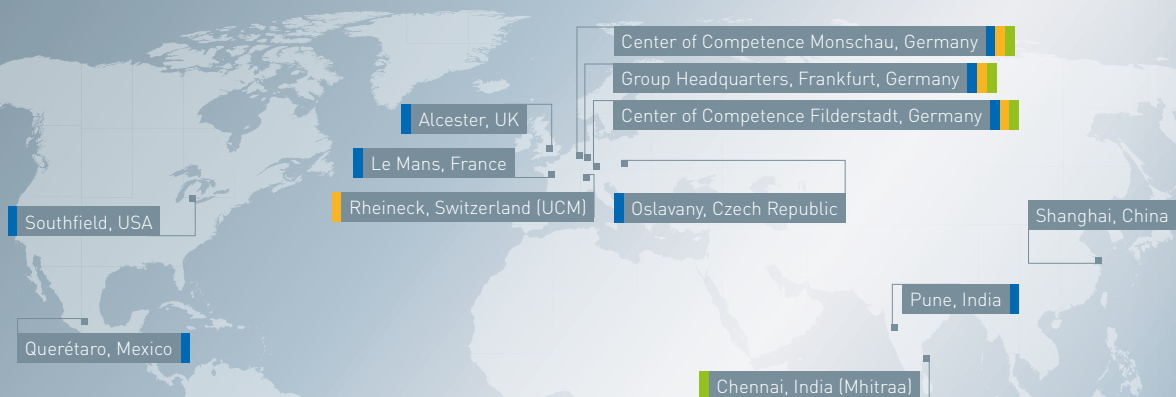 Center of Competence Monschau, Germany
Group Headquarters, Frankfurt, Germany
Center of Competence Filderstadt, Germany
Alcester, UK
Le Mans, France
Rheineck, Switzerland (UCM)
Oslavany, Czech Republic
Southfield, USA
Shanghai, China
Pune, India
Querétaro, Mexico
Chennai, India (Mhitraa)